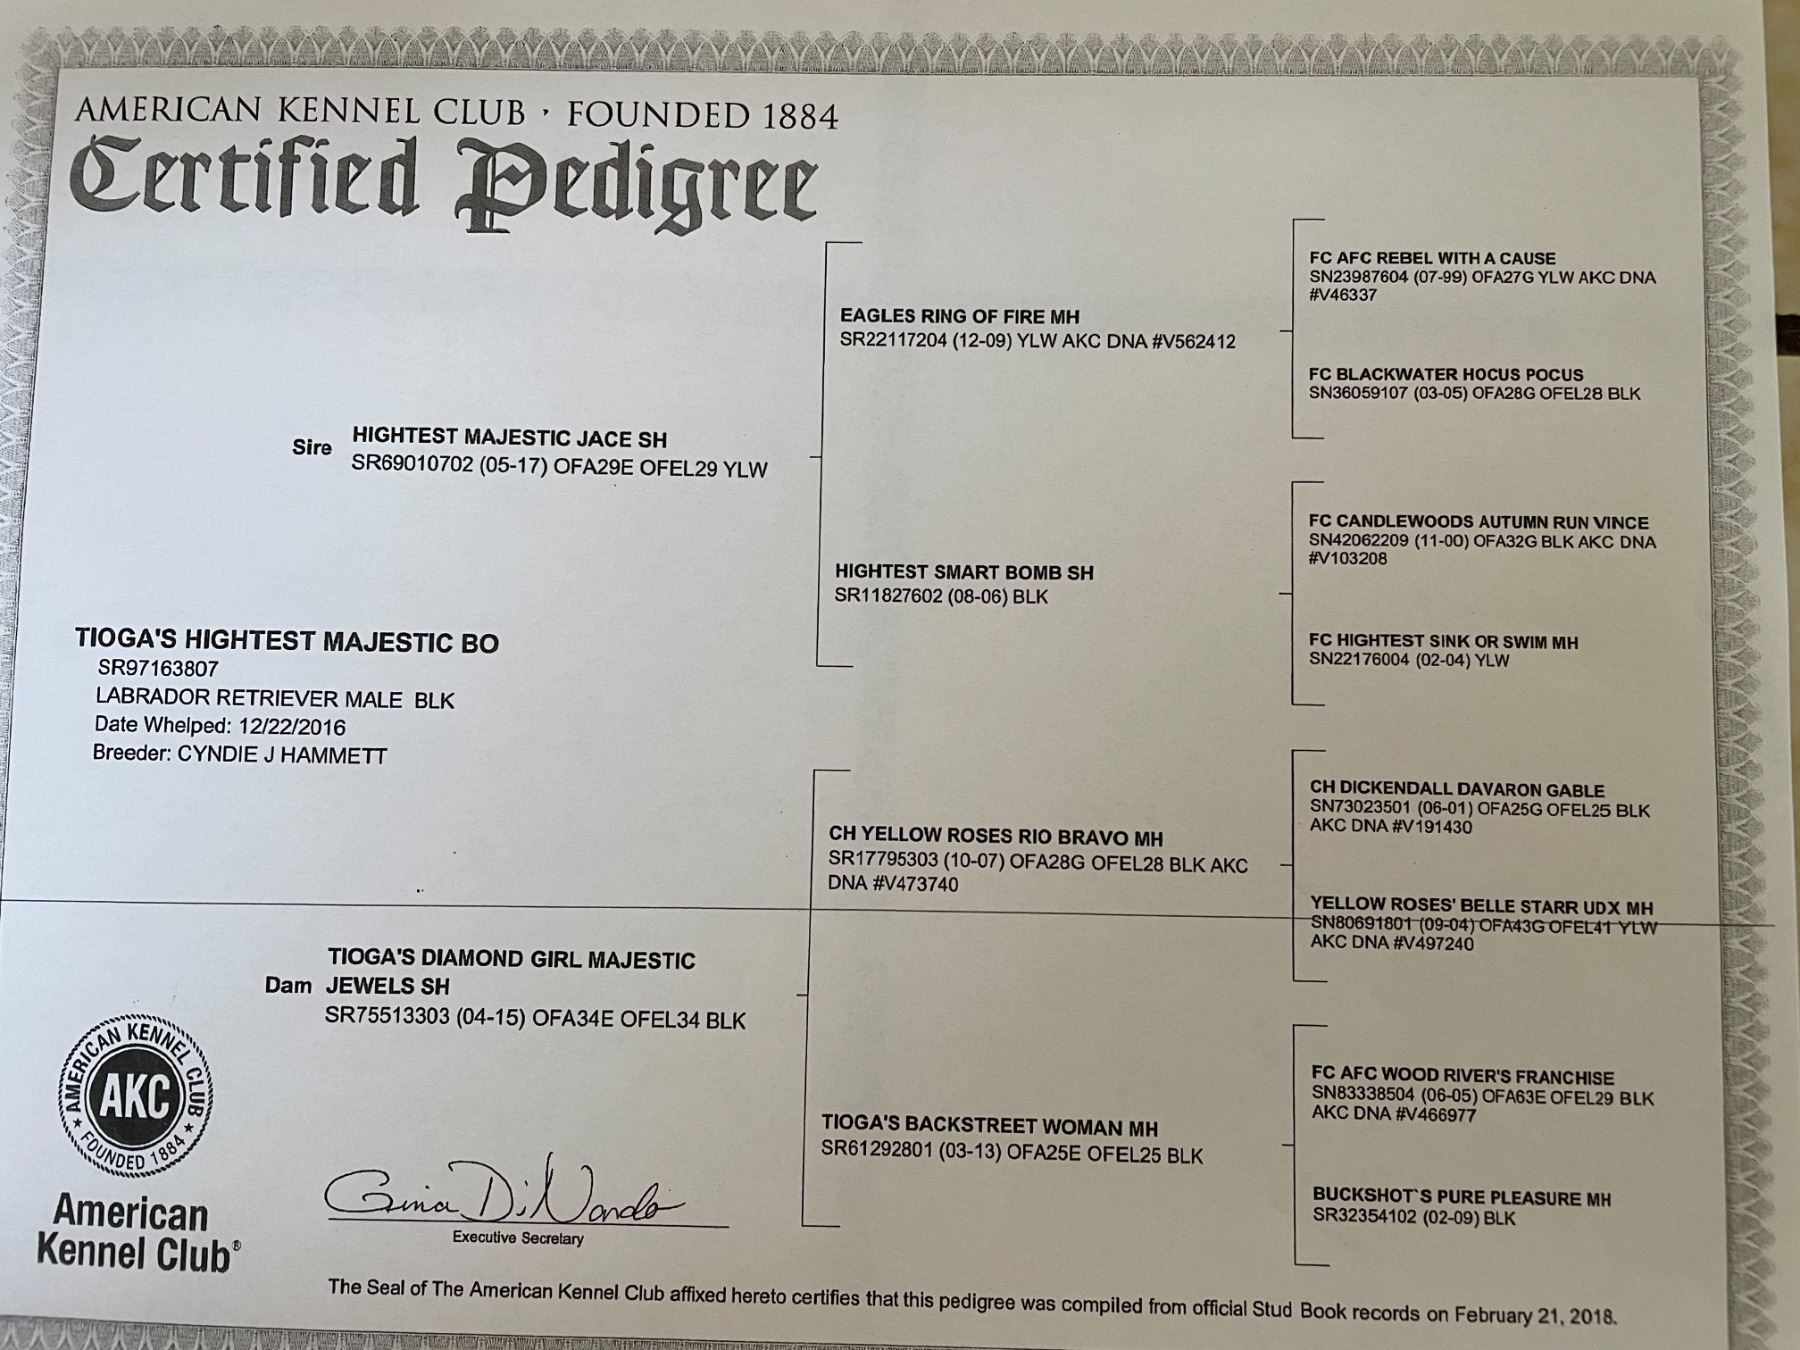 AMERICAN KENNEL CLUB · FOUNDED 1884
Certified Pedigree
FC AFC REBEL WITH A CAUSE
SN23987604 (07-99) OFA27G YLW AKC DNA
#V46337
EAGLES RING OF FIRE MH
SR22117204 (12-09) YLW AKC DNA #V562412
FC BLACKWATER HOCUS POCUS
SN36059107 (03-05) OFA28G OFEL28 BLK
Sire HIGHTEST MAJESTIC JACE SH
SR69010702 (05-17) OFA29E OFEL29 YLW
FC CANDLEWOODS AUTUMN RUN VINCE
SN42062209 (11-00) OFA32G BLK AKC DNA
#V103208
HIGHTEST SMART BOMB SH
SR11827602 (08-06) BLK
FC HIGHTEST SINK OR SWIM MH
SN22176004 (02-04) YLW
TIOGA'S HIGHTEST MAJESTIC BO
SR97163807
LABRADOR RETRIEVER MALE BLK
Date Whelped: 12/22/2016
Breeder: CYNDIE J HAMMETT
CH DICKENDALL DAVARON GABLE
SN73023501 (06-01) OFA25G OFEL25 BLK
AKC DNA #V191430
CH YELLOW ROSES RIO BRAVO MH
SR17795303 (10-07) OFA28G OFEL28 BLK AKC
DNA #V473740
YELLOW ROSES' BELLE STARR UDX MH
SN80691801 (09-04) OFA43G OFEL41 YLW
AKC DNA #V497240
TIOGA'S DIAMOND GIRL MAJESTIC
Dam JEWELS SH
SR75513303 (04-15) OFA34E OFEL34 BLK
FC AFC WOOD RIVER'S FRANCHISE
SN83338504 (06-05) OFA63E OFEL29 BLK
AKC DNA #V466977
TIOGA'S BACKSTREET WOMAN MH
SR61292801 (03-13) OFA25E OFEL25 BLK
BUCKSHOT`S PURE PLEASURE MH
SR32354102 (02-09) BLK
AMERICAN KENNEL CLUB
AKC
★ FOUNDED 1884 ★
American
Kennel Club®
Gina DiNardo
Executive Secretary
The Seal of The American Kennel Club affixed hereto certifies that this pedigree was compiled from official Stud Book records on February 21, 2018.